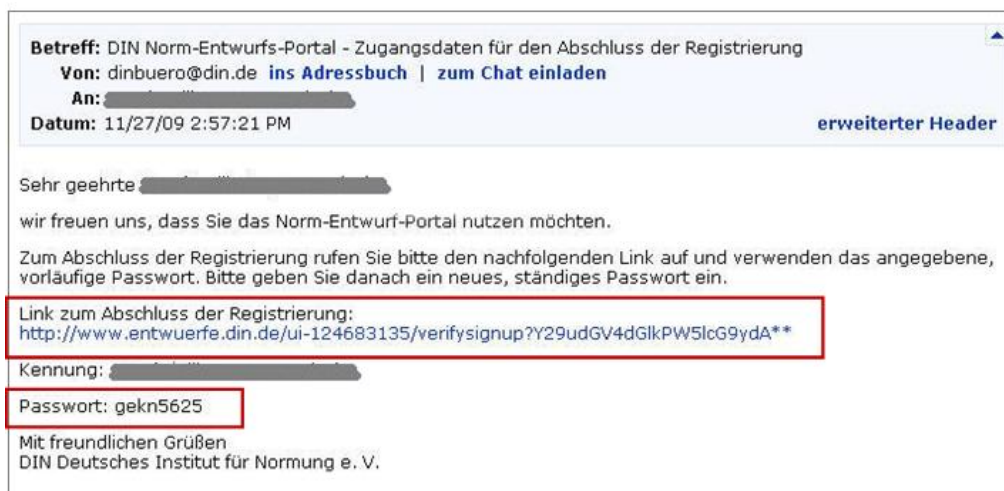 Betreff: DIN Norm-Entwurfs-Portal - Zugangsdaten für den Abschluss der Registrierung
Von: dinbuero@din.de ins Adressbuch | zum Chat einladen
An:
Datum: 11/27/09 2:57:21 PM erweiterter Header
Sehr geehrte
wir freuen uns, dass Sie das Norm-Entwurf-Portal nutzen möchten.
Zum Abschluss der Registrierung rufen Sie bitte den nachfolgenden Link auf und verwenden das angegebene,
vorläufige Passwort. Bitte geben Sie danach ein neues, ständiges Passwort ein.
Link zum Abschluss der Registrierung:
http://www.entwuerfe.din.de/ui-124683135/verifysignup?Y29udGV4dGlkPW5lcG9ydA**
Kennung:
Passwort: gekn5625
Mit freundlichen Grüßen
DIN Deutsches Institut für Normung e. V.